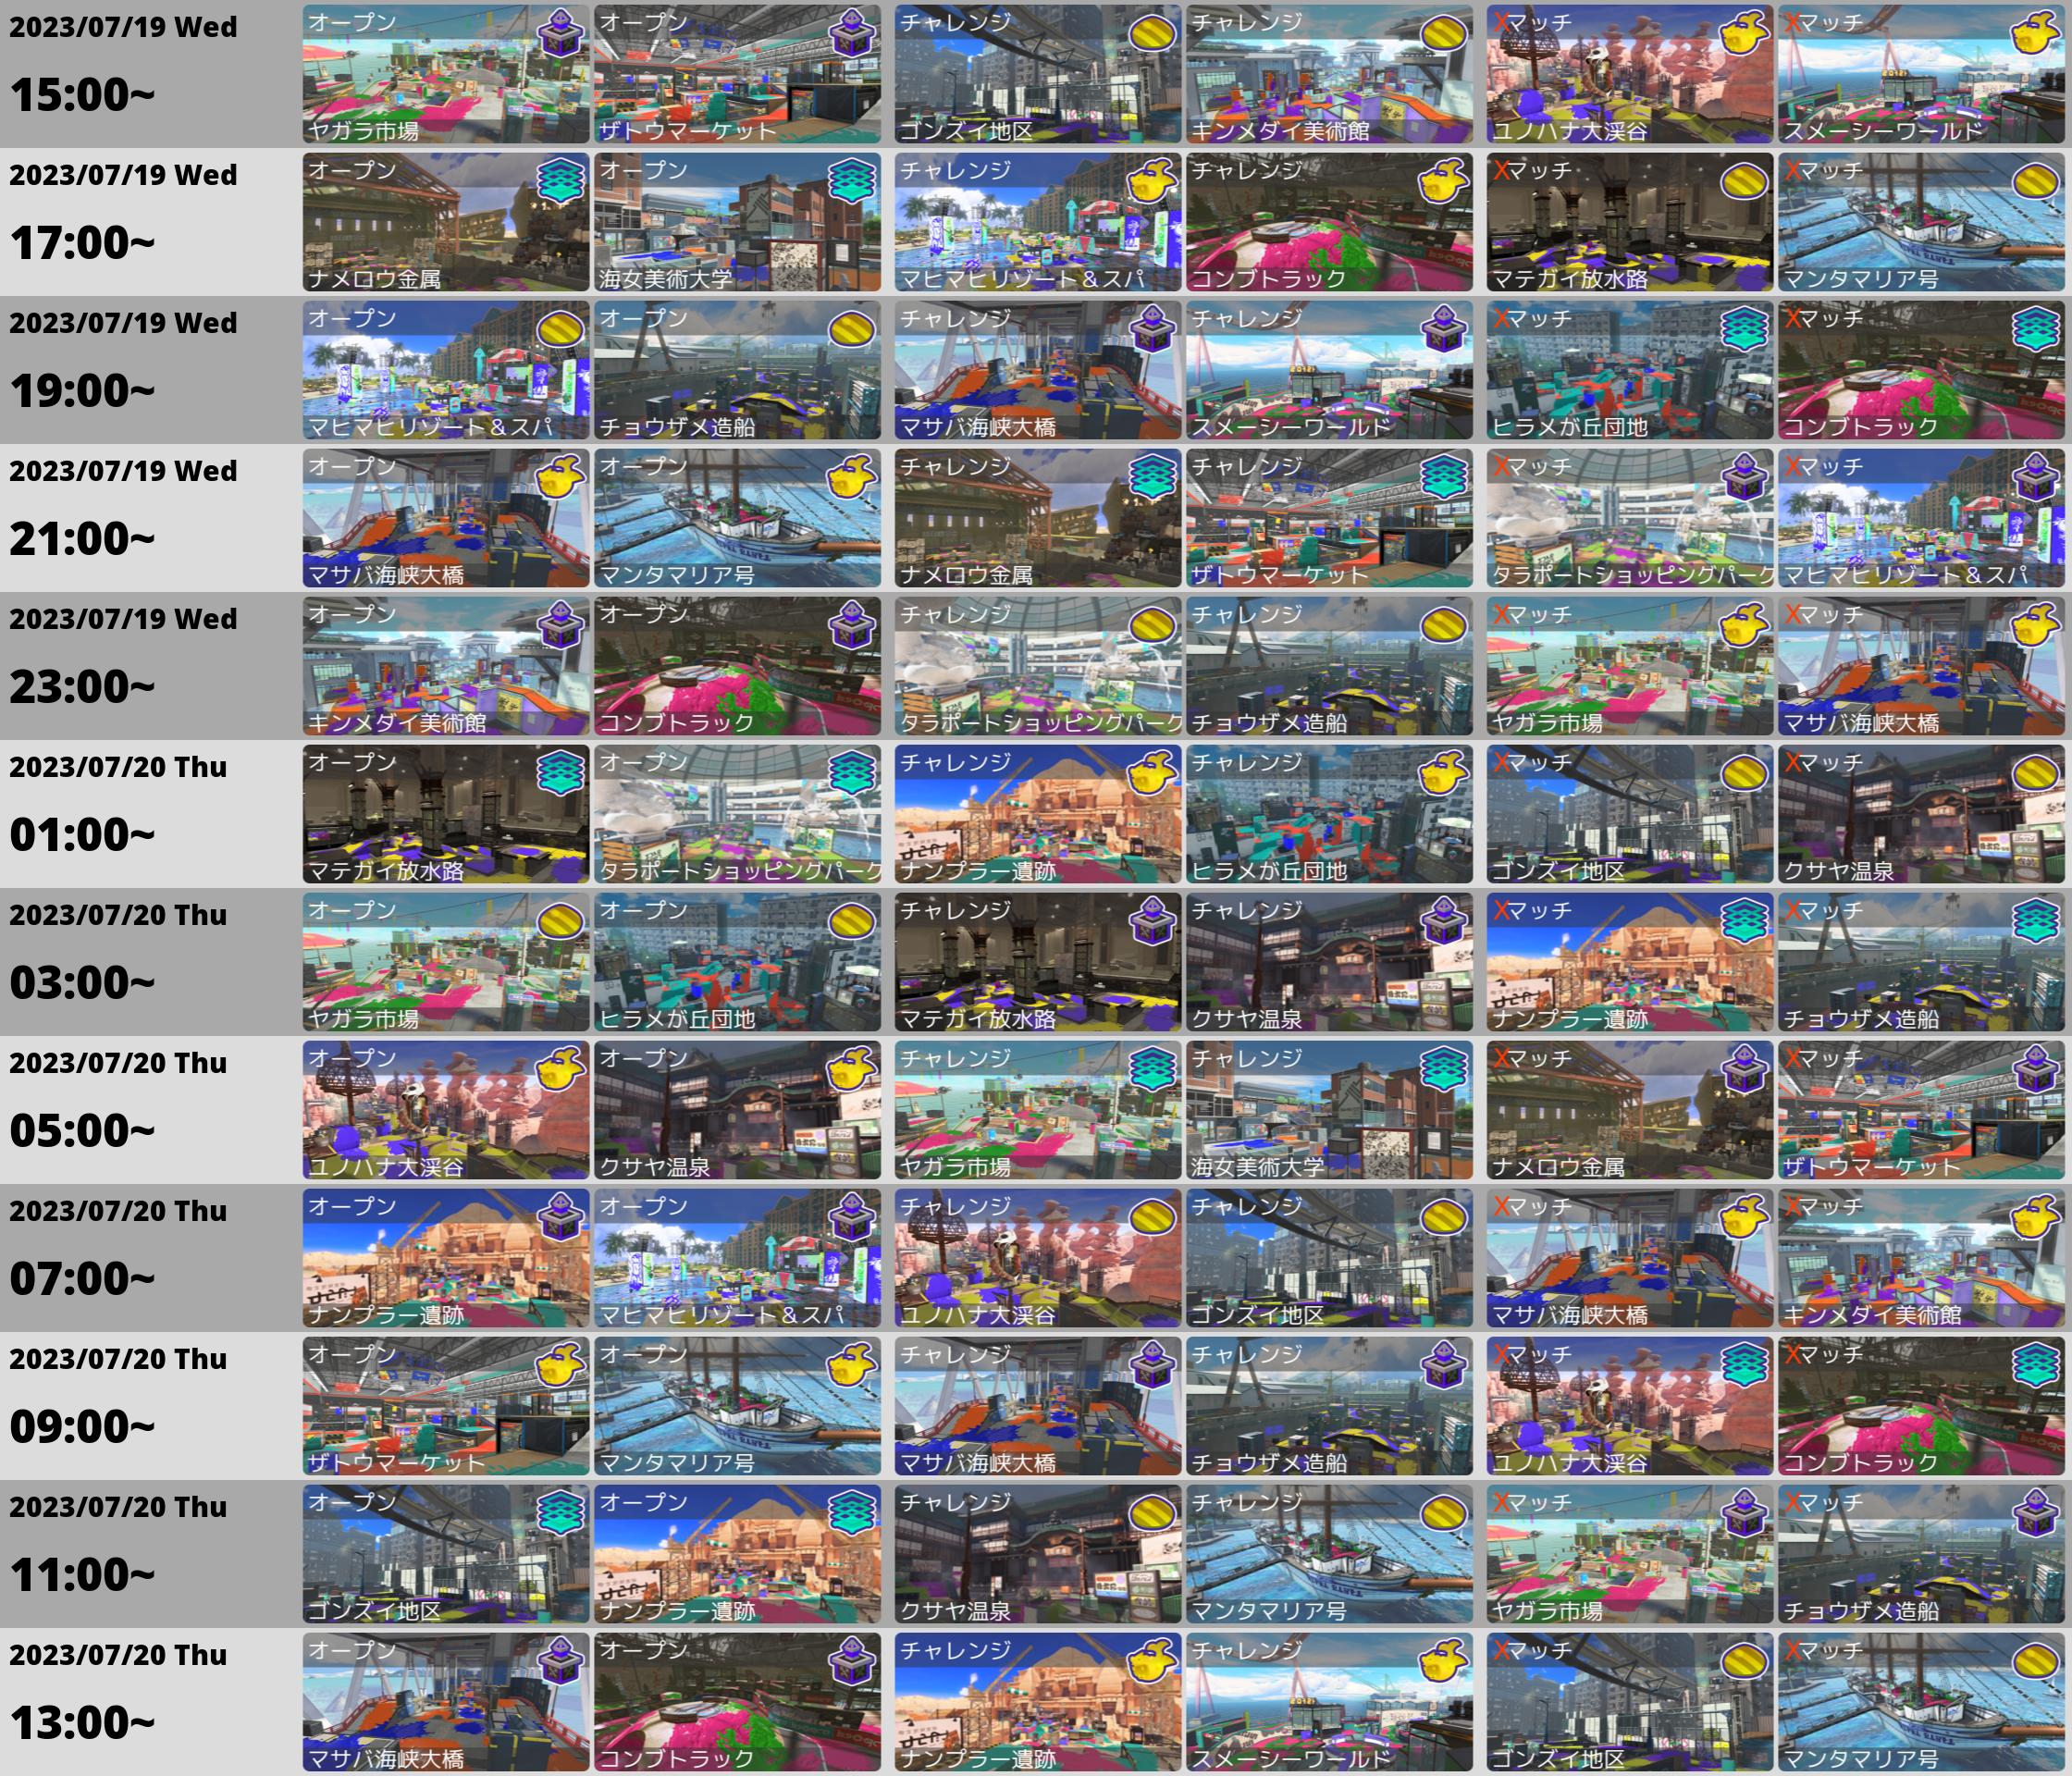 2023/07/19 Wed
15:00~
オープン オープン チャレンジ チャレンジ Xマッチ Xマッチ
ヤガラ市場 ザトウマーケット ゴンズイ地区 キンメダイ美術館 ユノハナ大渓谷 スメーシーワールド
2023/07/19 Wed
17:00~
オープン オープン チャレンジ チャレンジ Xマッチ Xマッチ
ナメロウ金属 海女美術大学 マヒマヒリゾート＆スパ コンブトラック マテガイ放水路 マンタマリア号
2023/07/19 Wed
19:00~
オープン オープン チャレンジ チャレンジ Xマッチ Xマッチ
マヒマヒリゾート＆スパ チョウザメ造船 マサバ海峡大橋 スメーシーワールド ヒラメが丘団地 コンブトラック
2023/07/19 Wed
21:00~
オープン オープン チャレンジ チャレンジ Xマッチ Xマッチ
マサバ海峡大橋 マンタマリア号 ナメロウ金属 ザトウマーケット タラポートショッピングパーク マヒマヒリゾート＆スパ
2023/07/19 Wed
23:00~
オープン オープン チャレンジ チャレンジ Xマッチ Xマッチ
キンメダイ美術館 コンブトラック タラポートショッピングパーク チョウザメ造船 ヤガラ市場 マサバ海峡大橋
2023/07/20 Thu
01:00~
オープン オープン チャレンジ チャレンジ Xマッチ Xマッチ
マテガイ放水路 タラポートショッピングパーク ナンプラー遺跡 ヒラメが丘団地 ゴンズイ地区 クサヤ温泉
2023/07/20 Thu
03:00~
オープン オープン チャレンジ チャレンジ Xマッチ Xマッチ
ヤガラ市場 ヒラメが丘団地 マテガイ放水路 クサヤ温泉 ナンプラー遺跡 チョウザメ造船
2023/07/20 Thu
05:00~
オープン オープン チャレンジ チャレンジ Xマッチ Xマッチ
ユノハナ大渓谷 クサヤ温泉 ヤガラ市場 海女美術大学 ナメロウ金属 ザトウマーケット
2023/07/20 Thu
07:00~
オープン オープン チャレンジ チャレンジ Xマッチ Xマッチ
ナンプラー遺跡 マヒマヒリゾート＆スパ ユノハナ大渓谷 ゴンズイ地区 マサバ海峡大橋 キンメダイ美術館
2023/07/20 Thu
09:00~
オープン オープン チャレンジ チャレンジ Xマッチ Xマッチ
ザトウマーケット マンタマリア号 マサバ海峡大橋 チョウザメ造船 ユノハナ大渓谷 コンブトラック
2023/07/20 Thu
11:00~
オープン オープン チャレンジ チャレンジ Xマッチ Xマッチ
ゴンズイ地区 ナンプラー遺跡 クサヤ温泉 マンタマリア号 ヤガラ市場 チョウザメ造船
2023/07/20 Thu
13:00~
オープン オープン チャレンジ チャレンジ Xマッチ Xマッチ
マサバ海峡大橋 コンブトラック ナンプラー遺跡 スメーシーワールド ゴンズイ地区 マンタマリア号